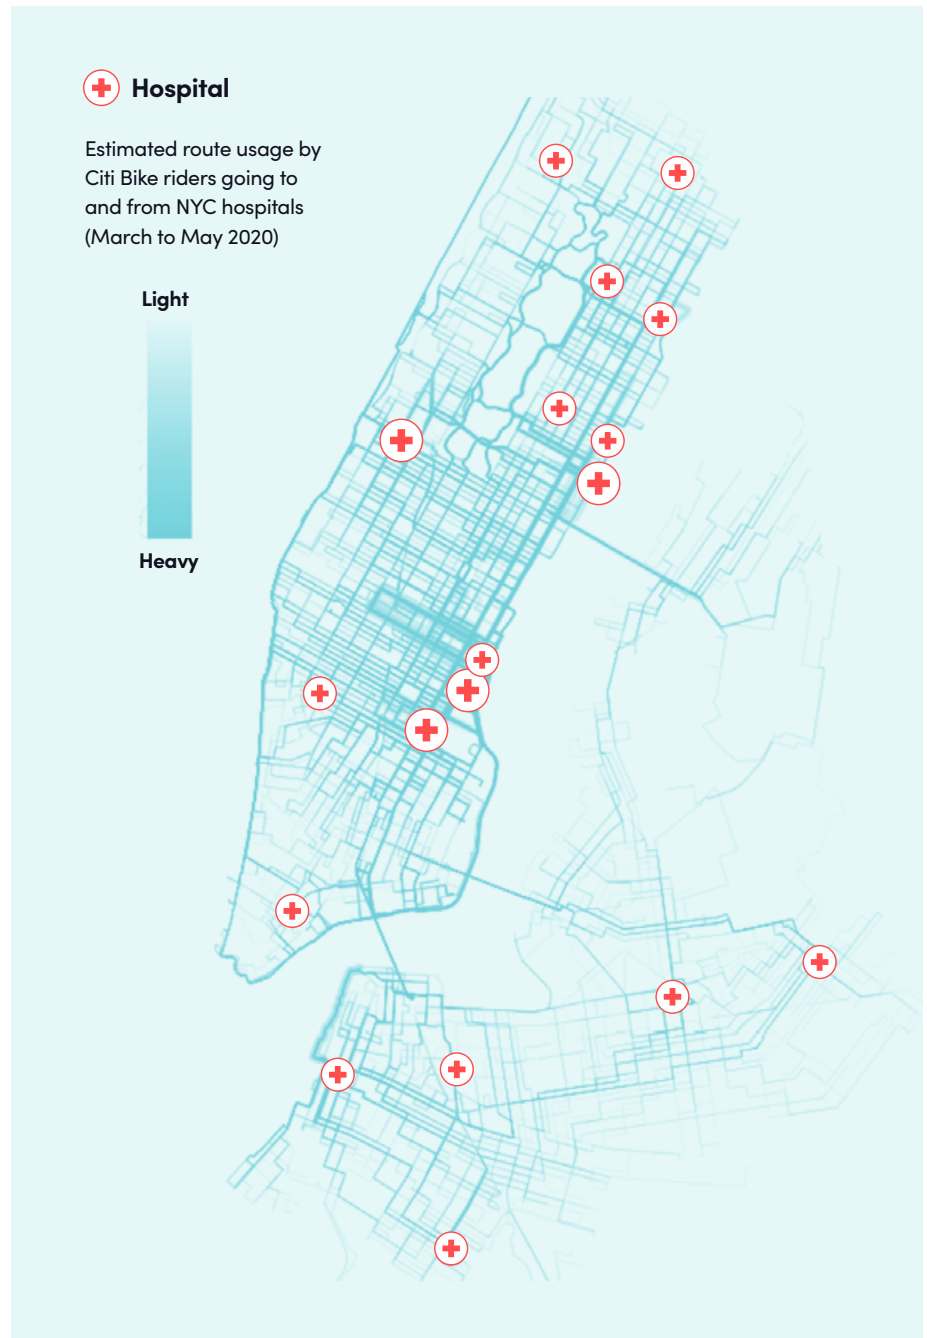 Hospital
Estimated route usage by
Citi Bike riders going to
and from NYC hospitals
(March to May 2020)
Light
Heavy